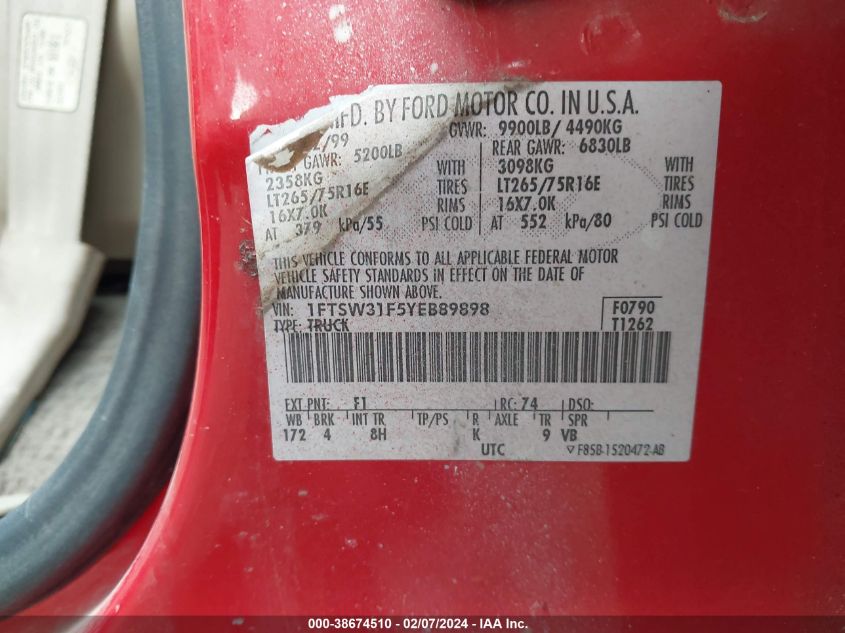 MFD. BY FORD MOTOR CO. IN U.S.A.
/99 GVWR: 9900LB/ 4490KG
GAWR: 5200LB REAR GAWR: 6830LB
2358KG WITH 3098KG WITH
LT265/75R16E TIRES LT265/75R16E TIRES
16X7.0K RIMS 16X7.0K RIMS
AT 379 kPa/55 PSI COLD AT 552 kPa/80 PSI COLD
THIS VEHICLE CONFORMS TO ALL APPLICABLE FEDERAL MOTOR
VEHICLE SAFETY STANDARDS IN EFFECT ON THE DATE OF
MANUFACTURE SHOWN ABOVE.
VIN: 1FTSW31F5YEB89898 F0790
TYPE: TRUCK T1262
EXT PNT: F1 RC: 74 DSO:
WB BRK INT TR TP/PS R AXLE TR SPR
172 4 8H K 9 VB
UTC ▽ F85B-1520472-AB
000-38674510 - 02/07/2024 - IAA Inc.